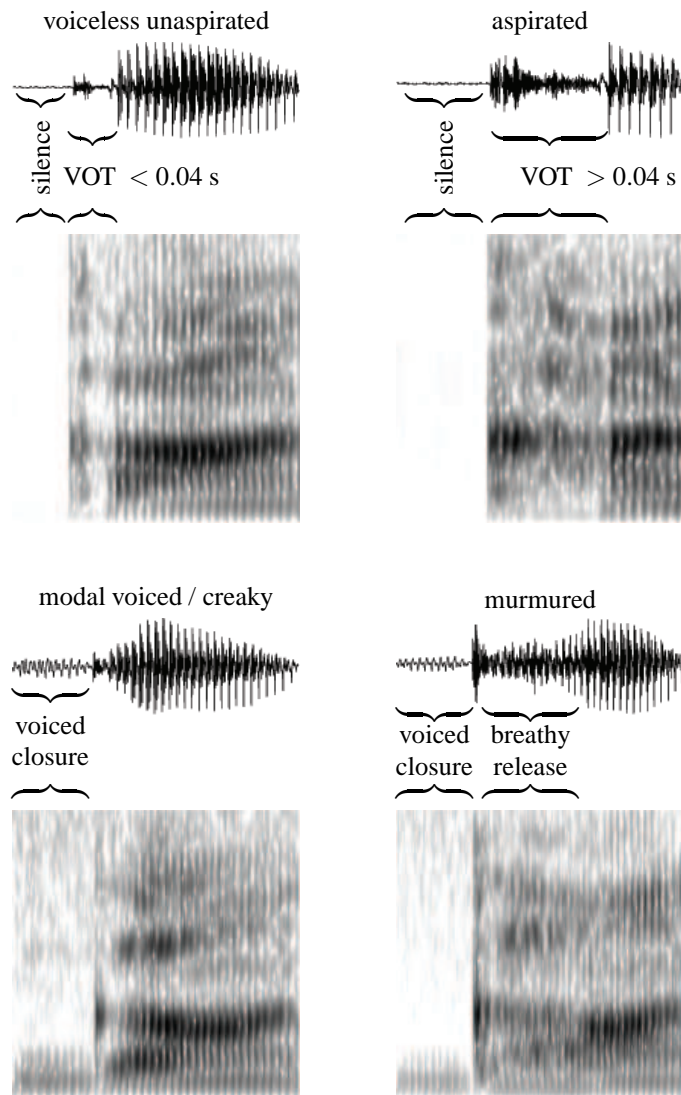 voiceless unaspirated
aspirated
silence
VOT < 0.04 s
silence
VOT > 0.04 s
modal voiced / creaky
murmured
voiced
closure
voiced
closure
breathy
release